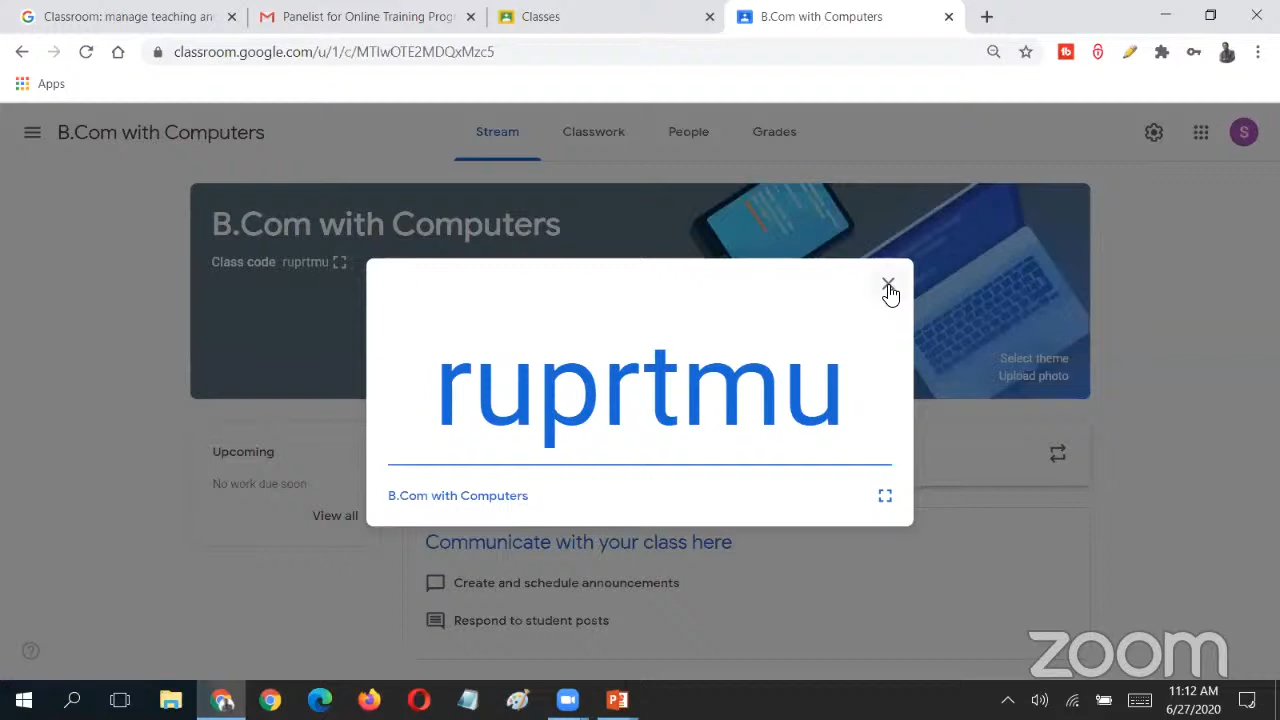 Classroom: manage teaching an
Panelist for Online Training Prog
Classes
B.Com with Computers
classroom.google.com/u/1/c/MTIwOTE2MDQxMzc5
Apps
B.Com with Computers
Stream
Classwork
People
Grades
S
B.Com with Computers
Class code ruprtmu
Select theme
Upload photo
ruprtmu
B.Com with Computers
Upcoming
No work due soon
View all
Communicate with your class here
Create and schedule announcements
Respond to student posts
zoom
11:12 AM
6/27/2020